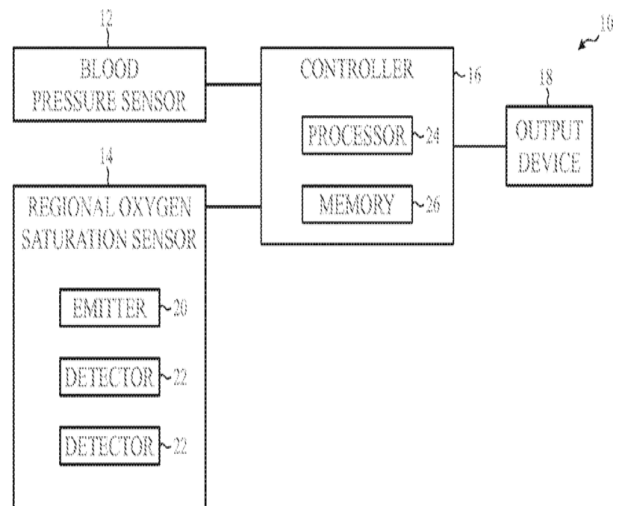 10
12
BLOOD
PRESSURE SENSOR
CONTROLLER
16
PROCESSOR
24
MEMORY
26
18
OUTPUT
DEVICE
14
REGIONAL OXYGEN
SATURATION SENSOR
EMITTER
20
DETECTOR
22
DETECTOR
22